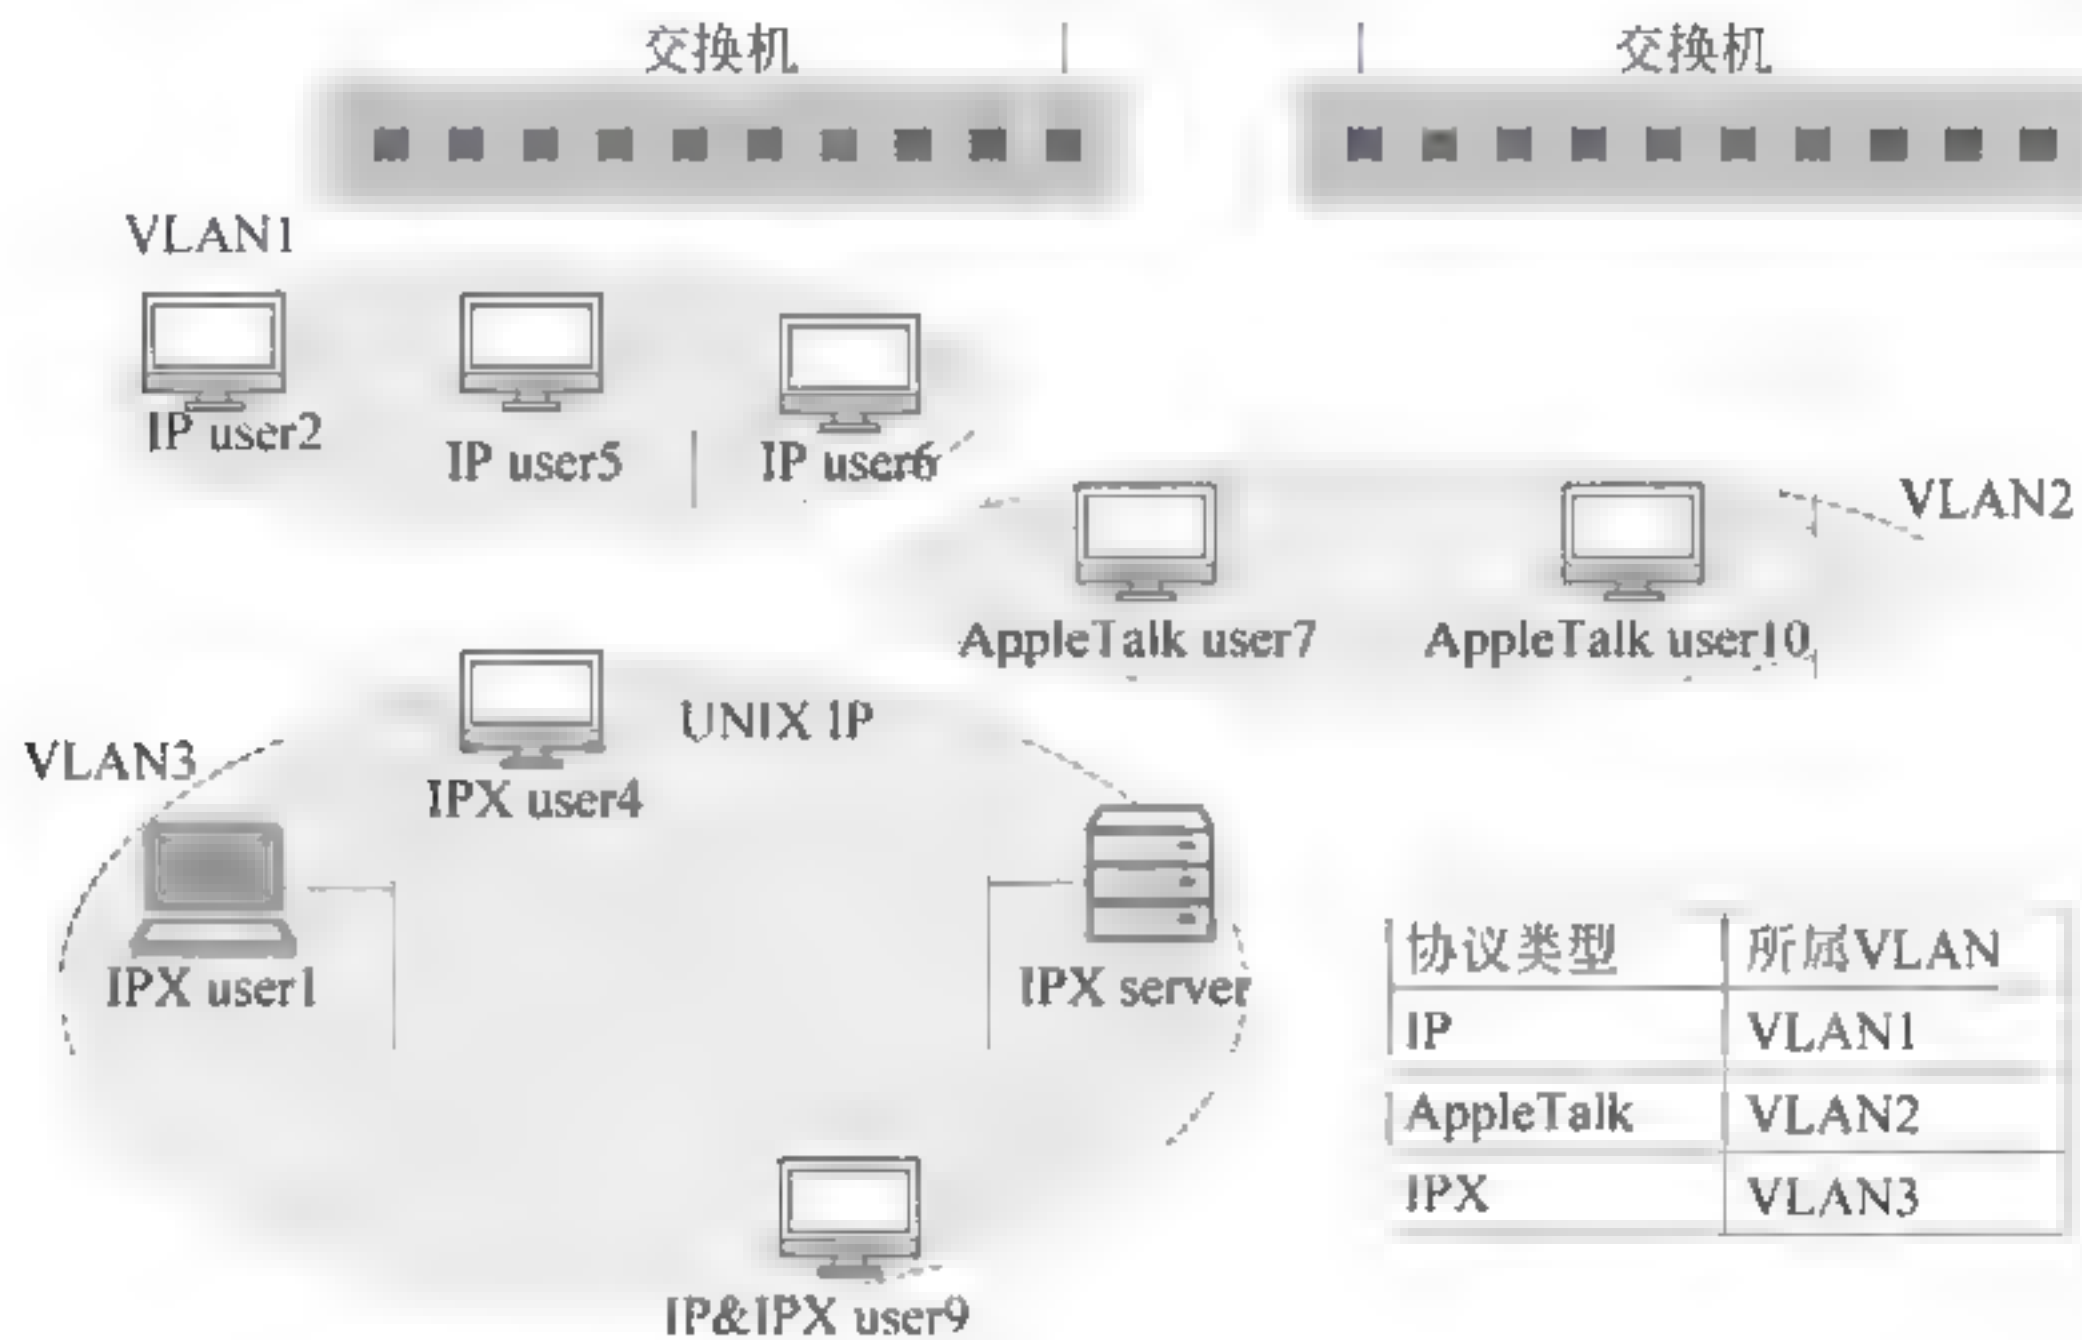 交换机
交换机
VLAN1
IP user2
IP user5
IP user6
VLAN2
AppleTalk user7
AppleTalk user10
UNIX IP
VLAN3
IPX user4
IPX user1
IPX server
IP&IPX user9
协议类型 所属VLAN
IP VLAN1
AppleTalk VLAN2
IPX VLAN3